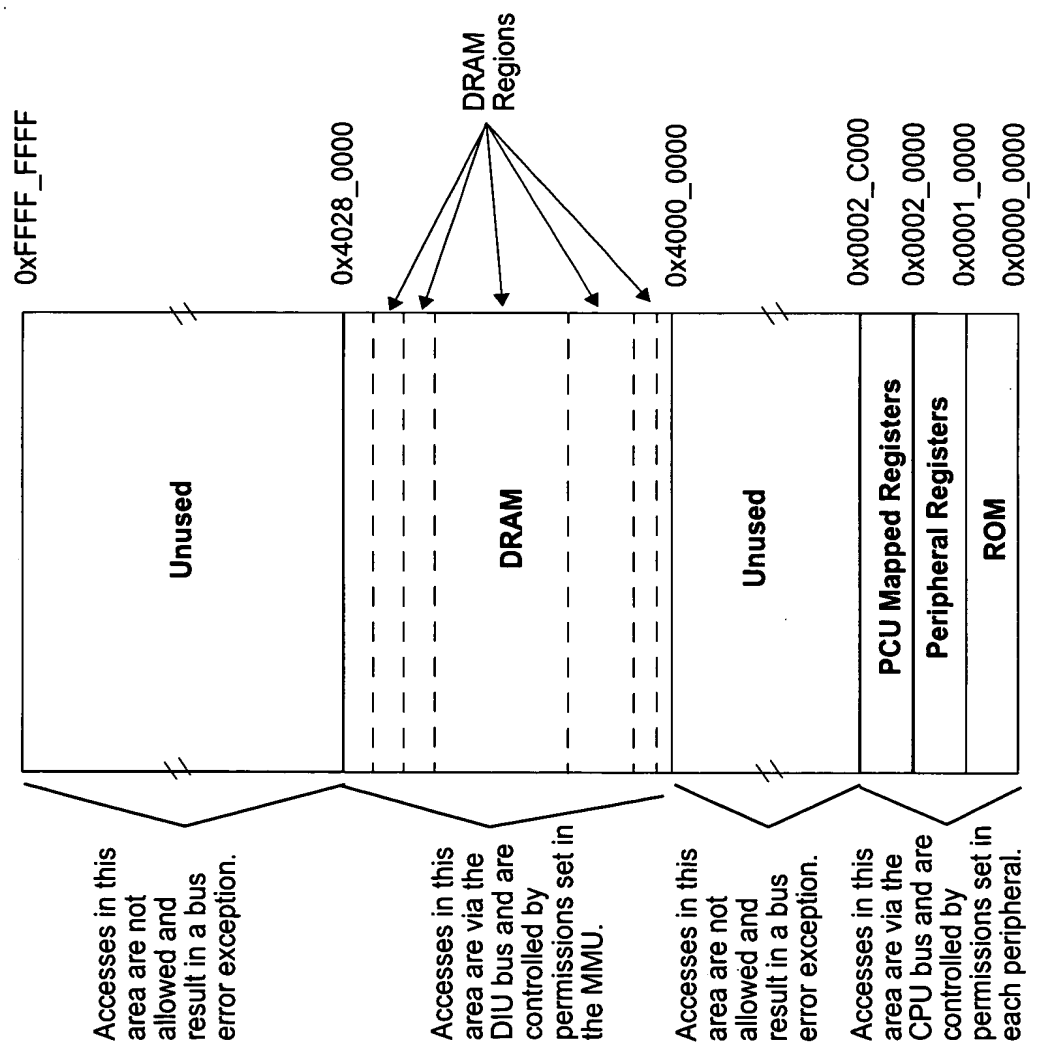 0xFFFF_FFFF
Accesses in this
area are not
allowed and
result in a bus
error exception.
Unused
0x4028_0000
Accesses in this
area are via the
DIU bus and are
controlled by
permissions set in
the MMU.
DRAM
DRAM
Regions
0x4000_0000
Accesses in this
area are not
allowed and
result in a bus
error exception.
Unused
0x0002_C000
Accesses in this
area are via the
CPU bus and are
controlled by
permissions set in
each peripheral.
PCU Mapped Registers
0x0002_0000
Peripheral Registers
0x0001_0000
ROM
0x0000_0000